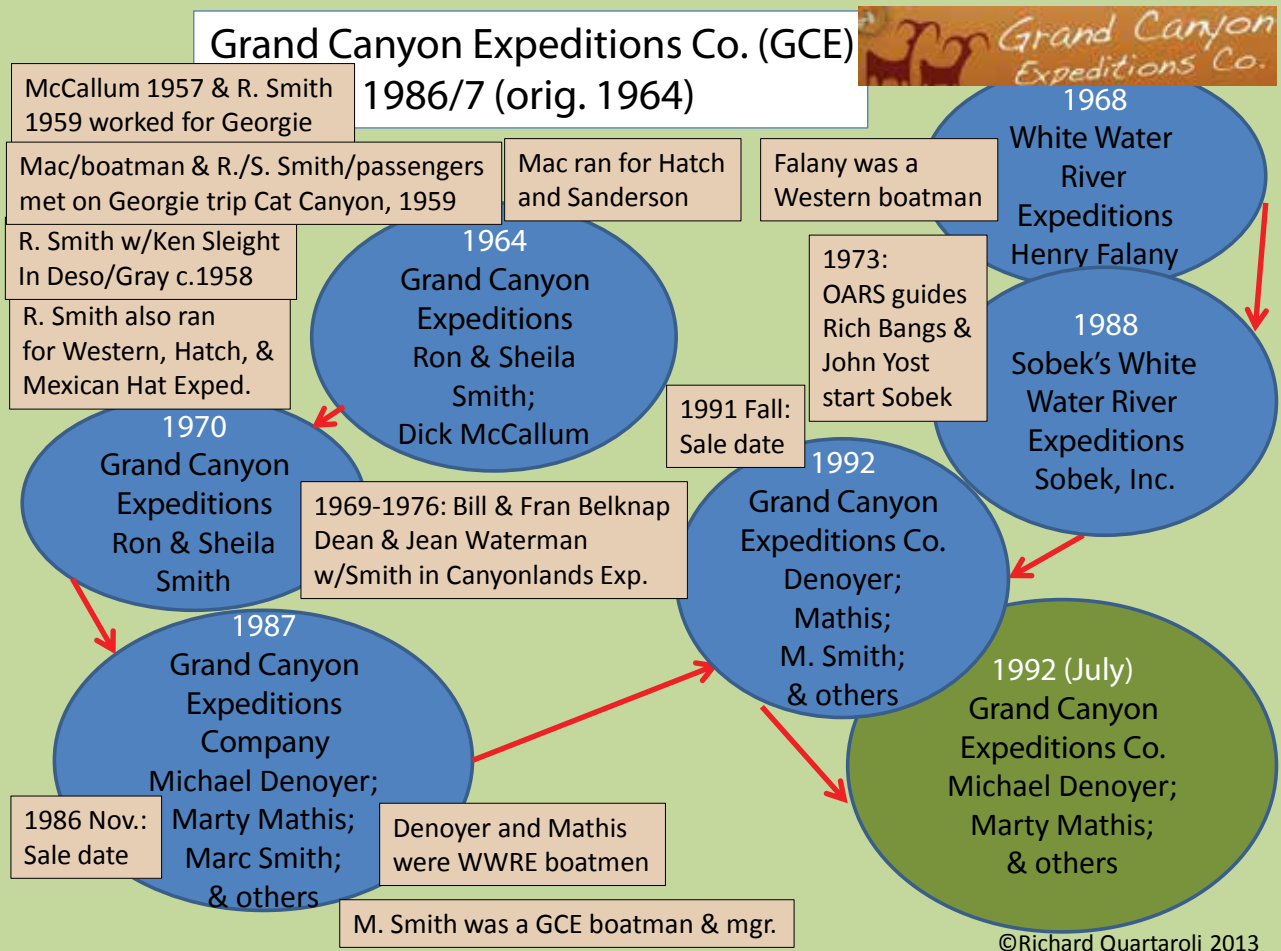 Grand Canyon Expeditions Co. (GCE)
1986/7 (orig. 1964)
Grand Canyon
Expeditions Co.
McCallum 1957 & R. Smith
1959 worked for Georgie
Mac/boatman & R./S. Smith/passengers
met on Georgie trip Cat Canyon, 1959
R. Smith w/Ken Sleight
In Deso/Gray c.1958
R. Smith also ran
for Western, Hatch, &
Mexican Hat Exped.
Mac ran for Hatch
and Sanderson
Falany was a
Western boatman
1968
White Water
River
Expeditions
Henry Falany
1964
Grand Canyon
Expeditions
Ron & Sheila
Smith;
Dick McCallum
1973:
OARS guides
Rich Bangs &
John Yost
start Sobek
1988
Sobek's White
Water River
Expeditions
Sobek, Inc.
1970
Grand Canyon
Expeditions
Ron & Sheila
Smith
1969-1976: Bill & Fran Belknap
Dean & Jean Waterman
w/Smith in Canyonlands Exp.
1991 Fall:
Sale date
1992
Grand Canyon
Expeditions Co.
Denoyer;
Mathis;
M. Smith;
& others
1987
Grand Canyon
Expeditions
Company
Michael Denoyer;
Marty Mathis;
Marc Smith;
& others
1986 Nov.:
Sale date
Denoyer and Mathis
were WWRE boatmen
M. Smith was a GCE boatman & mgr.
1992 (July)
Grand Canyon
Expeditions Co.
Michael Denoyer;
Marty Mathis;
& others
©Richard Quartaroli 2013